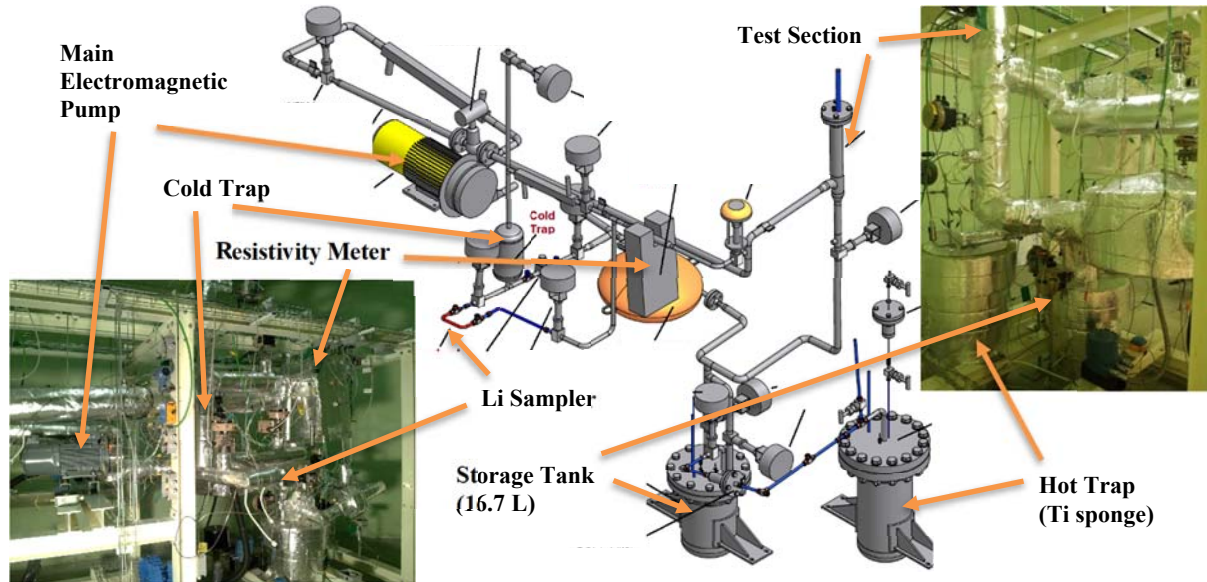 Main
Electromagnetic
Pump
Test Section
Cold Trap
Cold
Trap
Resistivity Meter
Li Sampler
Storage Tank
(16.7 L)
Hot Trap
(Ti sponge)